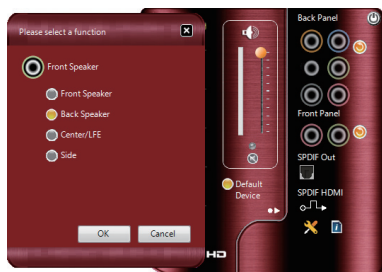 Please select a function
Front Speaker
Front Speaker
Back Speaker
Center/LFE
Side
OK
Cancel
Default
Device
HD
Back Panel
Front Panel
SPDIF Out
SPDIF HDMI